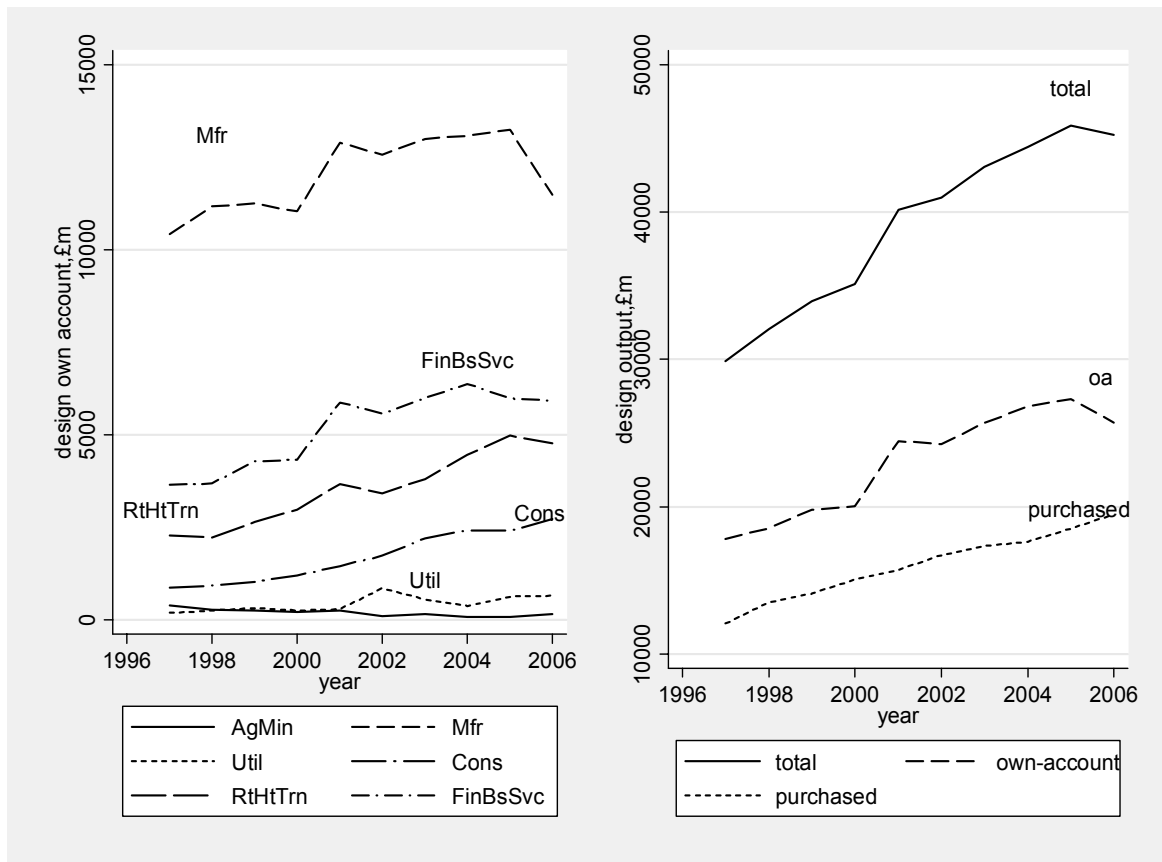 design own account,£m
15000
10000
5000
0
Mfr
FinBsSvc
RtHtTrn
Cons
Util
1996 1998 2000 2002 2004 2006
year
AgMin Mfr
Util Cons
RtHtTrn FinBsSvc
design output,£m
50000
40000
30000
20000
10000
total
oa
purchased
1996 1998 2000 2002 2004 2006
year
total own-account
purchased